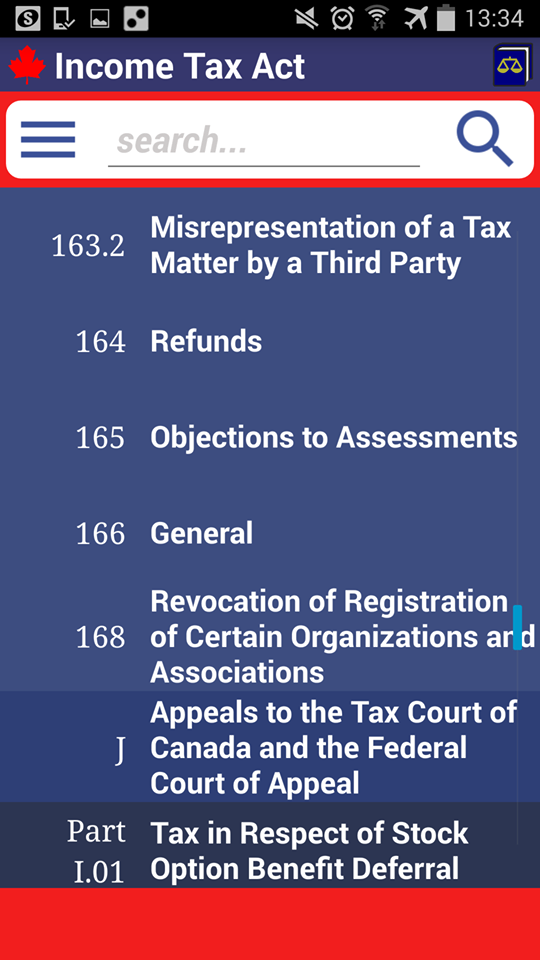 13:34
Income Tax Act
search...
163.2 Misrepresentation of a Tax
Matter by a Third Party
164 Refunds
165 Objections to Assessments
166 General
Revocation of Registration
168 of Certain Organizations and
Associations
Appeals to the Tax Court of
J Canada and the Federal
Court of Appeal
Part Tax in Respect of Stock
I.01 Option Benefit Deferral